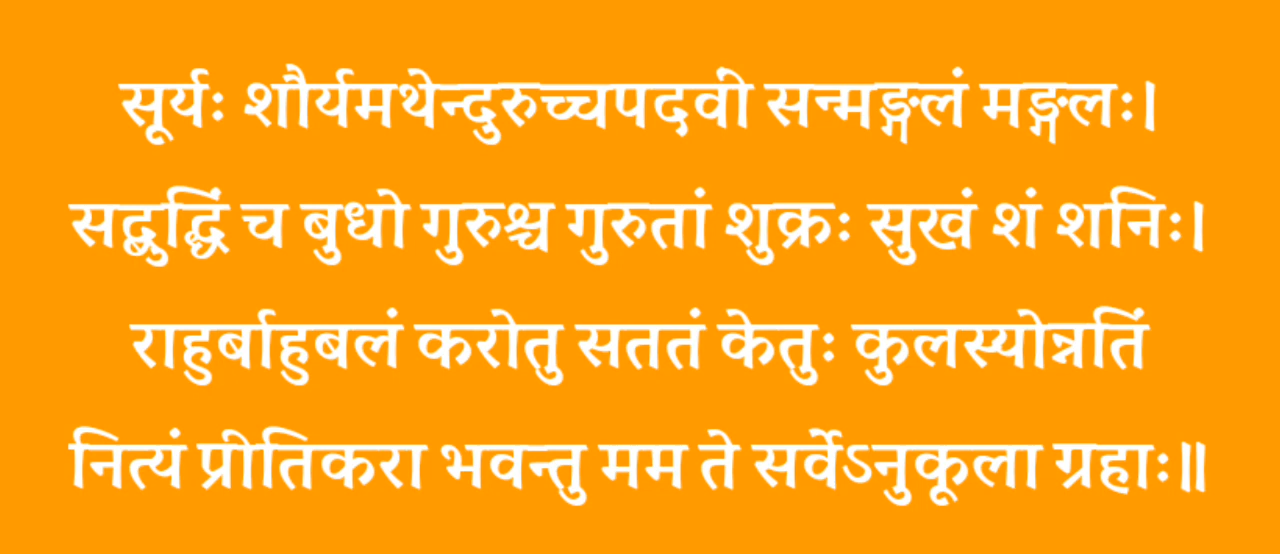 सूर्यः शौर्यमथेन्दुरुच्चपदवी सन्मङ्गलं मङ्गलः।
सद्बुद्धिं च बुधो गुरुश्च गुरुतां शुक्रः सुखं शं शनिः।
राहुर्बाहुबलं करोतु सततं केतुः कुलस्योन्नतिं
नित्यं प्रीतिकरा भवन्तु मम ते सर्वेऽनुकूला ग्रहाः॥